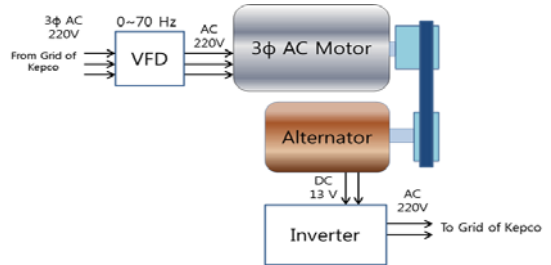 3ϕ AC
220V
From Grid of
Kepco
0~70 Hz
VFD
AC
220V
3ϕ AC Motor
Alternator
DC
13 V
Inverter
AC
220V
To Grid of Kepco